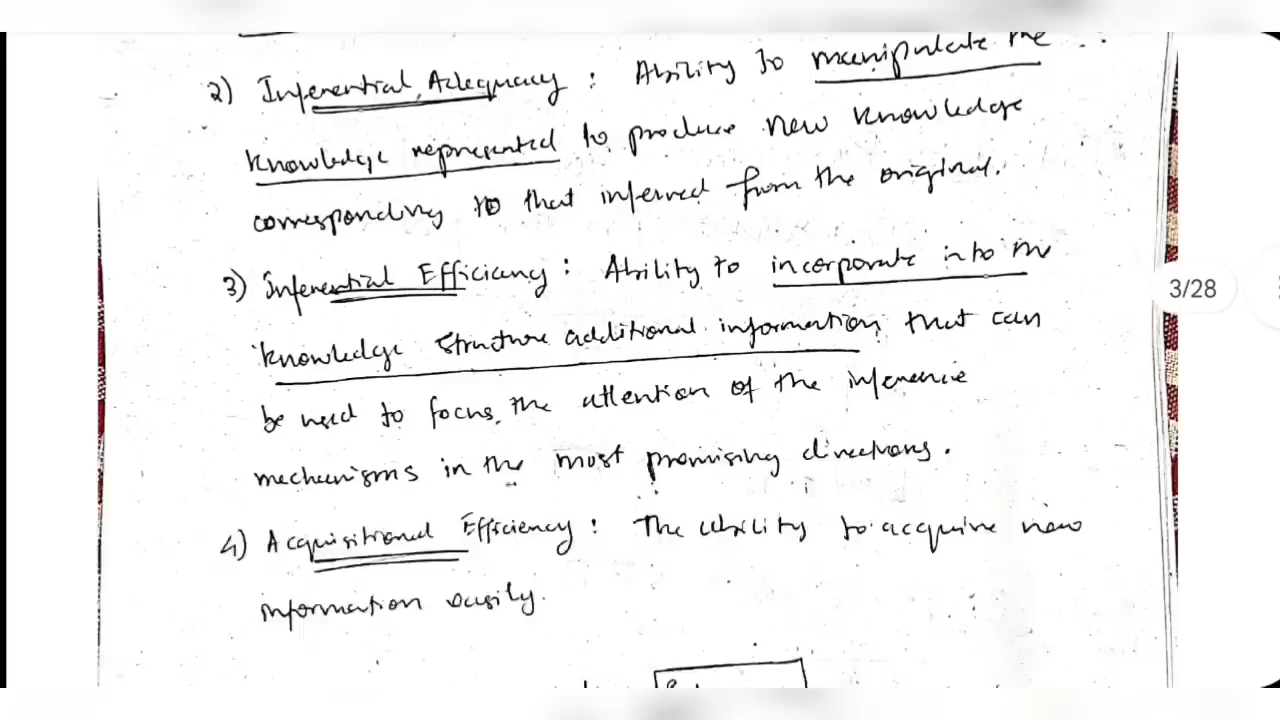 2) Inferential Adequacy : Ability to manipulate the
knowledge represented to produce new knowledge
corresponding to that inferred from the original.
3) Inferential Efficiency : Ability to incorporate into the
knowledge structure additional information that can
be used to focus the attention of the inference
mechanisms in the most promising directions.
3/28
4) Acquisitional Efficiency : The ability to acquire new
information easily.